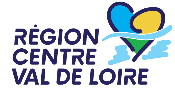 RÉGION
CENTRE
VAL DE LOIRE